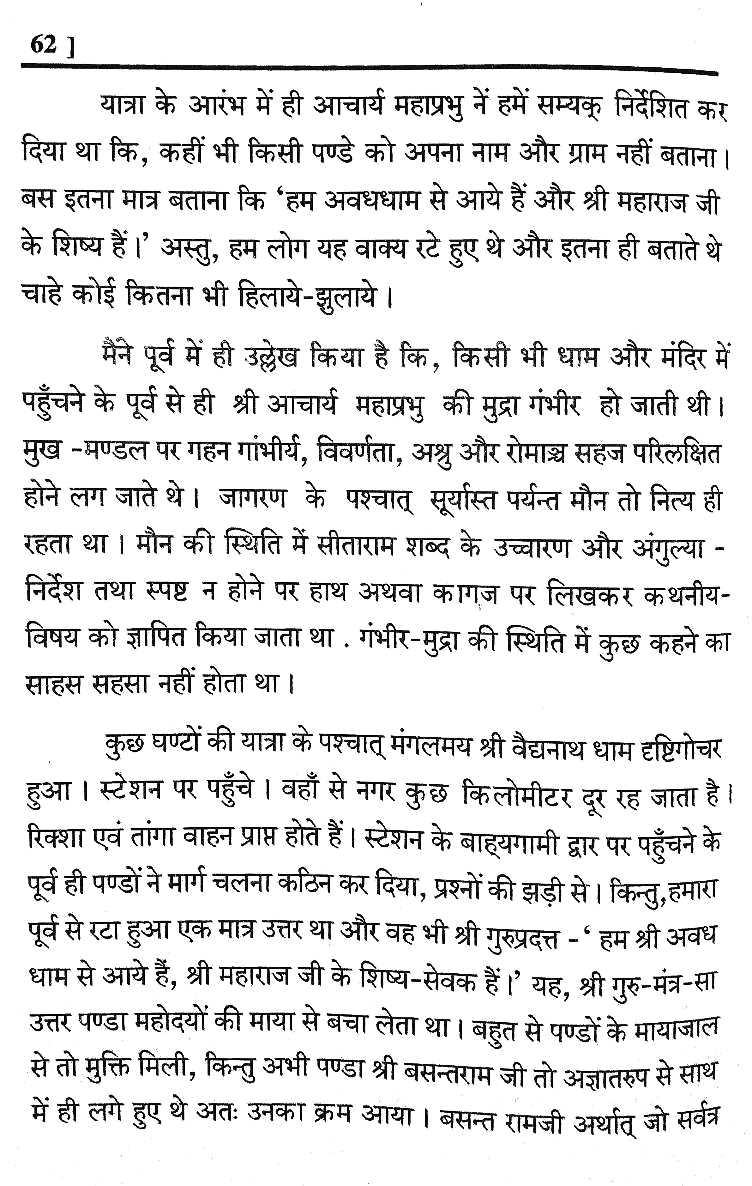 62 ]
यात्रा के आरंभ में ही आचार्य महाप्रभु नें हमें सम्यक् निर्देशित कर
दिया था कि, कहीं भी किसी पण्डे को अपना नाम और ग्राम नहीं बताना।
बस इतना मात्र बताना कि ‘हम अवधधाम से आये हैं और श्री महाराज जी
के शिष्य हैं।’ अस्तु, हम लोग यह वाक्य रटे हुए थे और इतना ही बताते थे
चाहे कोई कितना भी हिलाये-झुलाये।
मैने पूर्व में ही उल्लेख किया है कि, किसी भी धाम और मंदिर में
पहुँचने के पूर्व से ही श्री आचार्य महाप्रभु की मुद्रा गंभीर हो जाती थी।
मुख -मण्डल पर गहन गांभीर्य, विवर्णता, अश्रु और रोमाञ्च सहज परिलक्षित
होने लग जाते थे। जागरण के पश्चात् सूर्यास्त पर्यन्त मौन तो नित्य ही
रहता था। मौन की स्थिति में सीताराम शब्द के उच्चारण और अंगुल्या -
निर्देश तथा स्पष्ट न होने पर हाथ अथवा कागज पर लिखकर कथनीय-
विषय को ज्ञापित किया जाता था . गंभीर-मुद्रा की स्थिति में कुछ कहने का
साहस सहसा नहीं होता था।
कुछ घण्टों की यात्रा के पश्चात् मंगलमय श्री वैद्यनाथ धाम दृष्टिगोचर
हुआ। स्टेशन पर पहुँचे। वहाँ से नगर कुछ किलोमीटर दूर रह जाता है।
रिक्शा एवं तांगा वाहन प्राप्त होते हैं। स्टेशन के बाह्यगामी द्वार पर पहुँचने के
पूर्व ही पण्डों ने मार्ग चलना कठिन कर दिया, प्रश्नों की झड़ी से। किन्तु,हमारा
पूर्व से रटा हुआ एक मात्र उत्तर था और वह भी श्री गुरुप्रदत्त -‘ हम श्री अवध
धाम से आये हैं, श्री महाराज जी के शिष्य-सेवक हैं।’ यह, श्री गुरु-मंत्र-सा
उत्तर पण्डा महोदयों की माया से बचा लेता था। बहुत से पण्डों के मायाजाल
से तो मुक्ति मिली, किन्तु अभी पण्डा श्री बसन्तराम जी तो अज्ञातरुप से साथ
में ही लगे हुए थे अतः उनका क्रम आया। बसन्त रामजी अर्थात् जो सर्वत्र